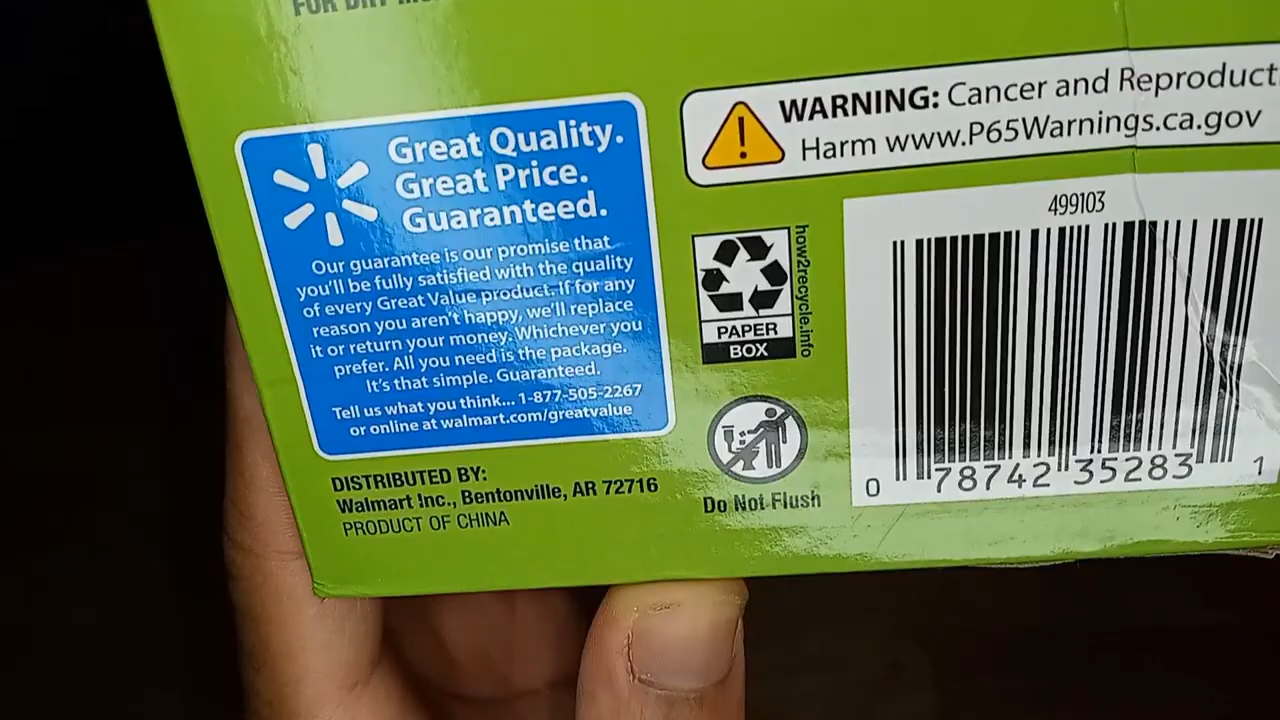 FOR DRY
Great Quality.
Great Price.
Guaranteed.
Our guarantee is our promise that
you'll be fully satisfied with the quality
of every Great Value product. If for any
reason you aren't happy, we'll replace
it or return your money. Whichever you
prefer. All you need is the package.
It's that simple. Guaranteed.
Tell us what you think... 1-877-505-2267
or online at walmart.com/greatvalue
DISTRIBUTED BY:
Walmart Inc., Bentonville, AR 72716
PRODUCT OF CHINA
WARNING: Cancer and Reproduct
Harm www.P65Warnings.ca.gov
how2recycle.info
PAPER
BOX
Do Not Flush
499103
0 78742 35283 1